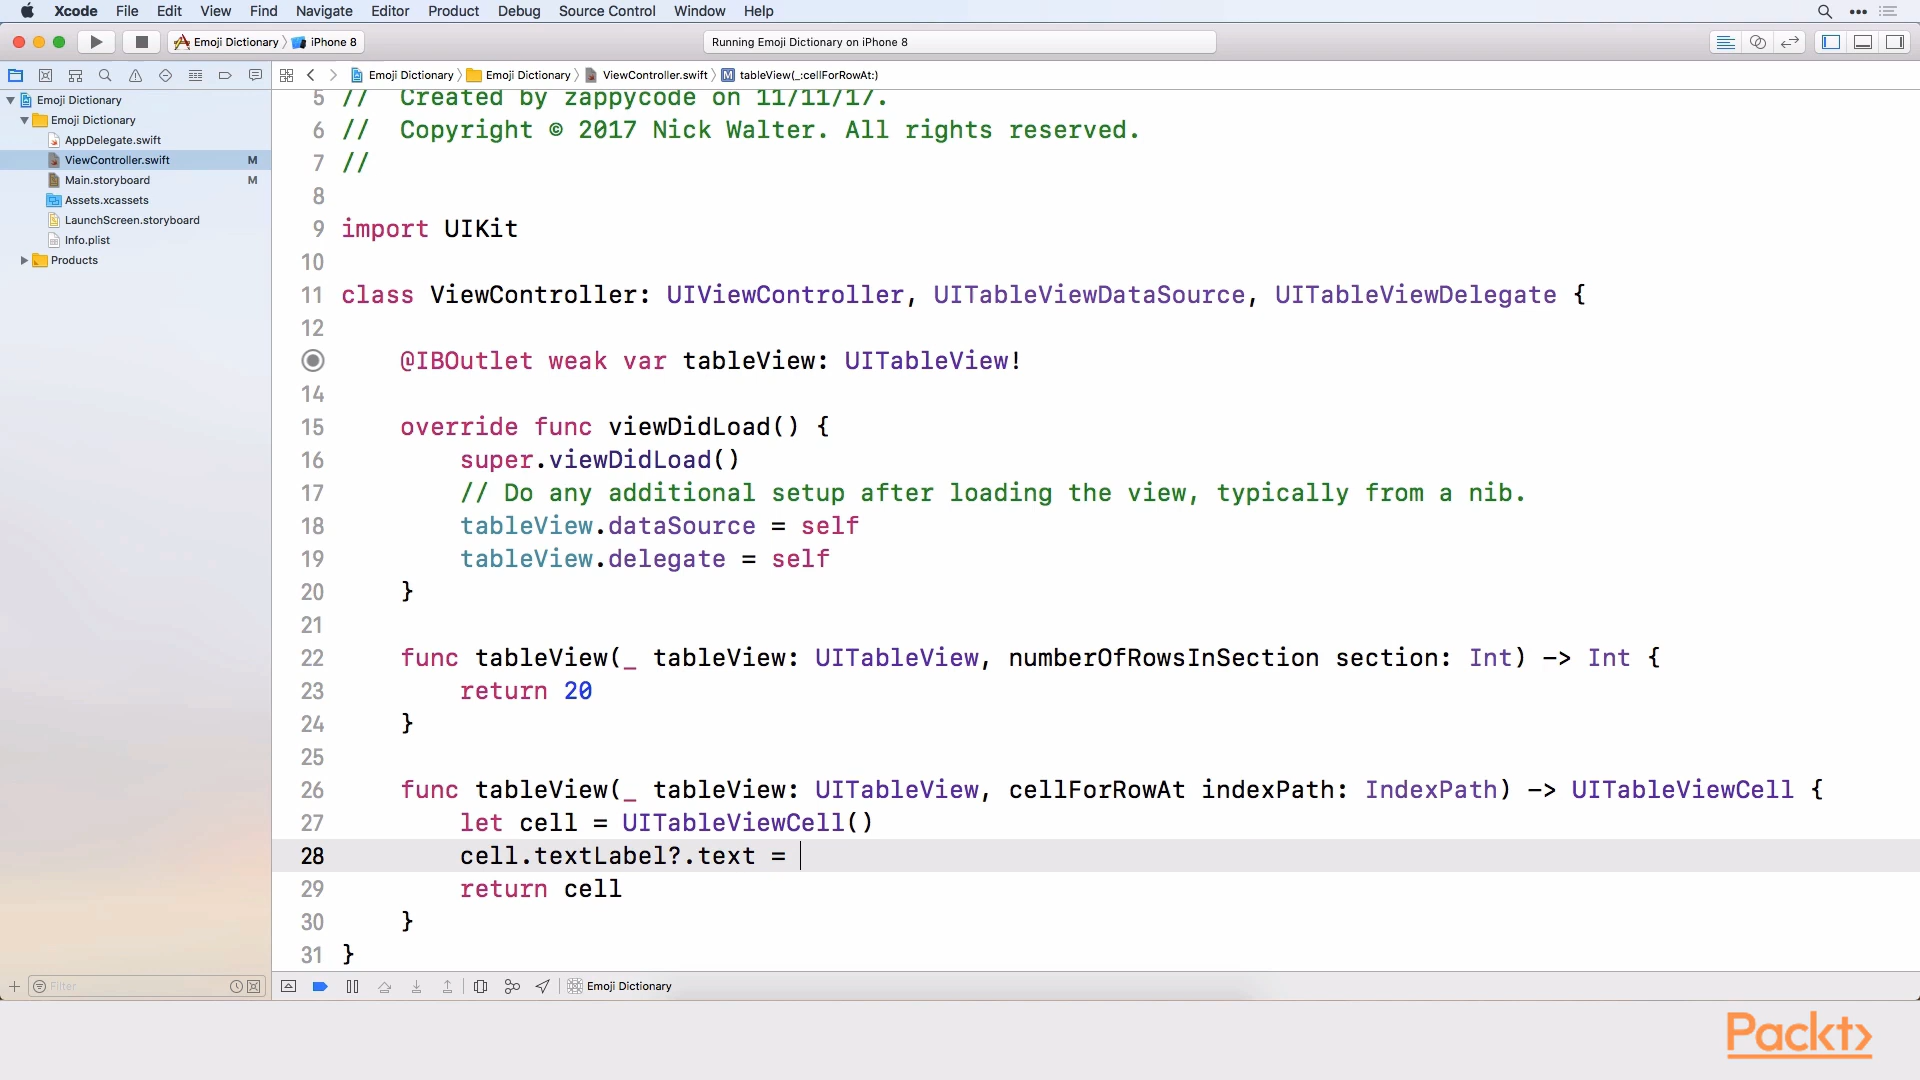 Xcode File Edit View Find Navigate Editor Product Debug Source Control Window Help
Emoji Dictionary iPhone 8 Running Emoji Dictionary on iPhone 8
Emoji Dictionary Emoji Dictionary ViewController.swift M tableView(_:cellForRowAt:)
Emoji Dictionary
Emoji Dictionary
AppDelegate.swift
ViewController.swift M
Main.storyboard M
Assets.xcassets
LaunchScreen.storyboard
Info.plist
Products
Filter
5 // Created by zappycode on 11/11/17.
6 // Copyright © 2017 Nick Walter. All rights reserved.
7 //
8
9 import UIKit
10
11 class ViewController: UIViewController, UITableViewDataSource, UITableViewDelegate {
12
@IBOutlet weak var tableView: UITableView!
14
15 override func viewDidLoad() {
16 super.viewDidLoad()
17 // Do any additional setup after loading the view, typically from a nib.
18 tableView.dataSource = self
19 tableView.delegate = self
20 }
21
22 func tableView(_ tableView: UITableView, numberOfRowsInSection section: Int) -> Int {
23 return 20
24 }
25
26 func tableView(_ tableView: UITableView, cellForRowAt indexPath: IndexPath) -> UITableViewCell {
27 let cell = UITableViewCell()
28 cell.textLabel?.text =
29 return cell
30 }
31 }
Emoji Dictionary
Packt>